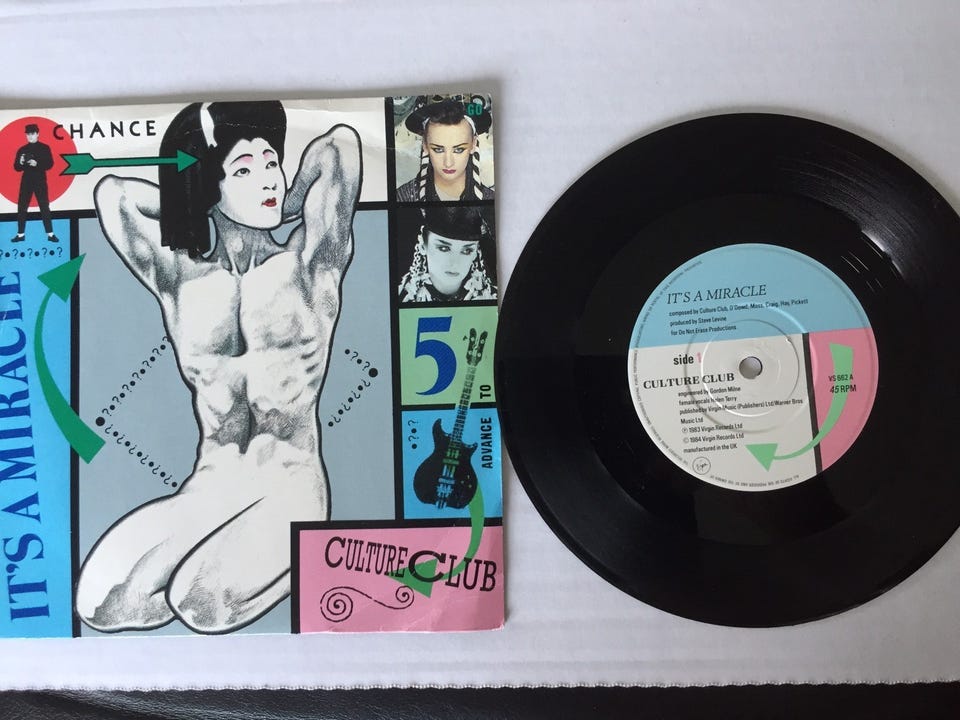 CHANCE
GO
?•?•?•?•?•?
IT'S A MIRACLE
5
ADVANCE TO
CULTURE CLUB
IT'S A MIRACLE
composed by Culture Club, O'Dowd, Moss, Craig, Hay, Pickett
produced by Steve Levine
for Do Not Erase Productions
side 1
CULTURE CLUB
engineered by Gordon Milne
female vocals Helen Terry
published by Virgin Music (Publishers) Ltd/Warner Bros
Music Ltd
℗ 1983 Virgin Records Ltd
© 1984 Virgin Records Ltd
manufactured in the UK
VS 662 A
45 RPM
Virgin